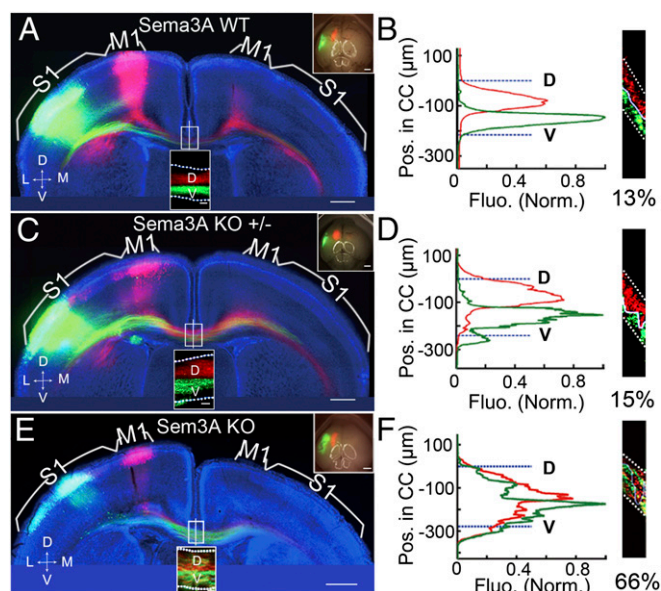 A
Sema3A WT
S1
M1
M1
S1
D
L M
V
D
V
B
Pos. in CC (µm)
100
-100
-300
D
V
0 0.4 0.8
Fluo. (Norm.)
13%
C
Sema3A KO +/-
S1
M1
M1
S1
D
L M
V
D
V
D
Pos. in CC (µm)
100
-100
-300
D
V
0 0.4 0.8
Fluo. (Norm.)
15%
E
Sem3A KO
S1
M1
M1
S1
D
L M
V
D
V
F
Pos. in CC (µm)
100
-100
-300
D
V
0 0.4 0.8
Fluo. (Norm.)
66%